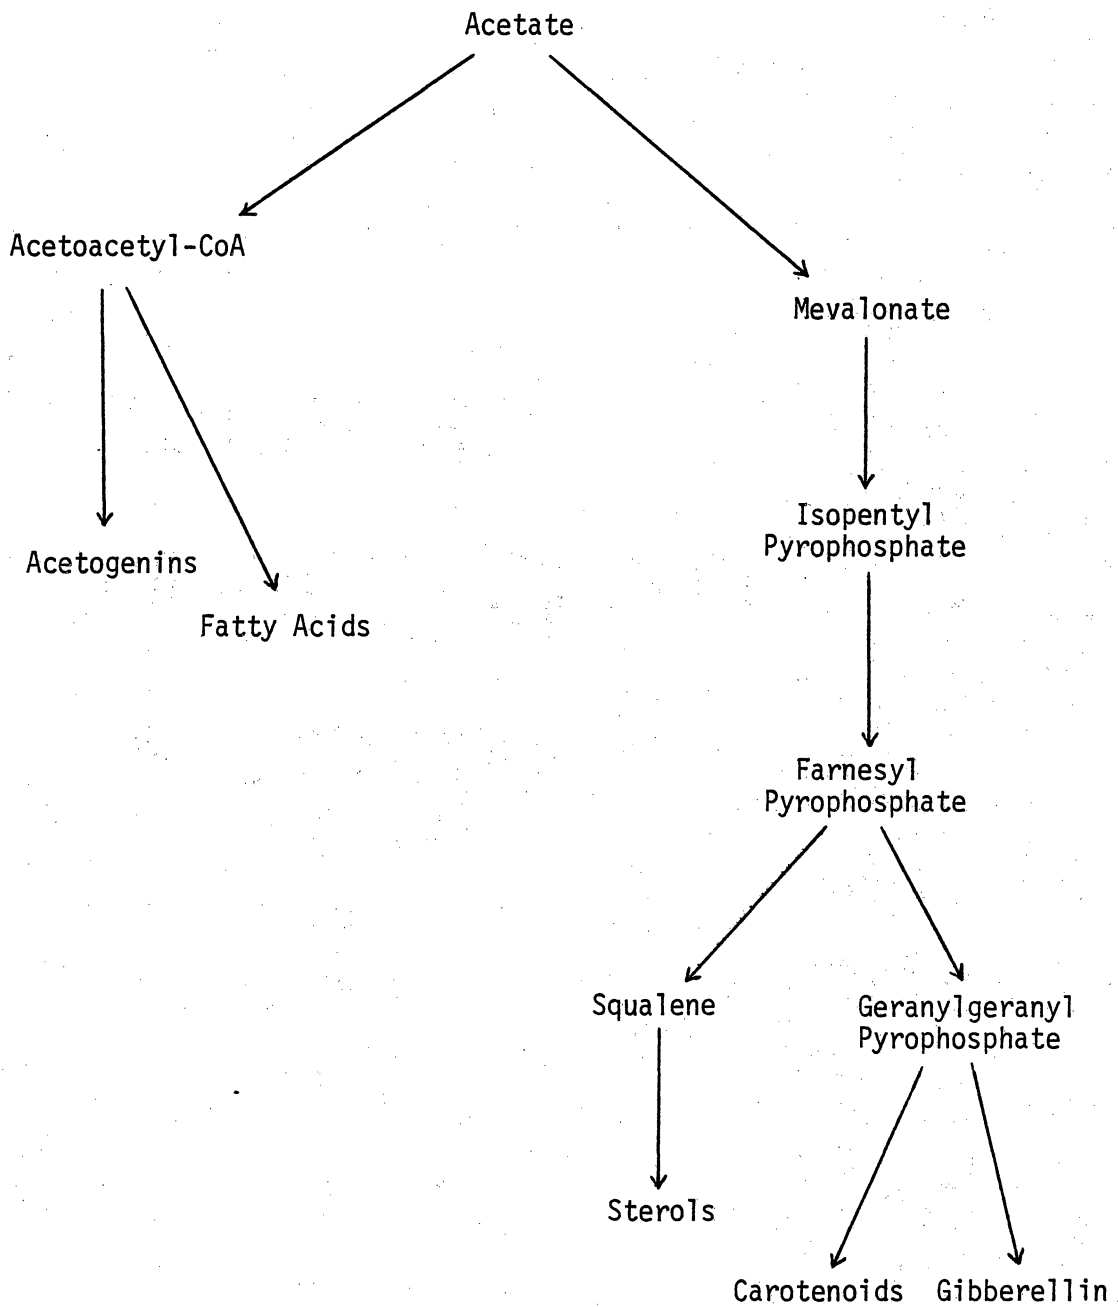 Acetate
Acetoacetyl-CoA
Mevalonate
Isopentyl
Pyrophosphate
Acetogenins
Fatty Acids
Farnesyl
Pyrophosphate
Squalene
Geranylgeranyl
Pyrophosphate
Sterols
Carotenoids
Gibberellin